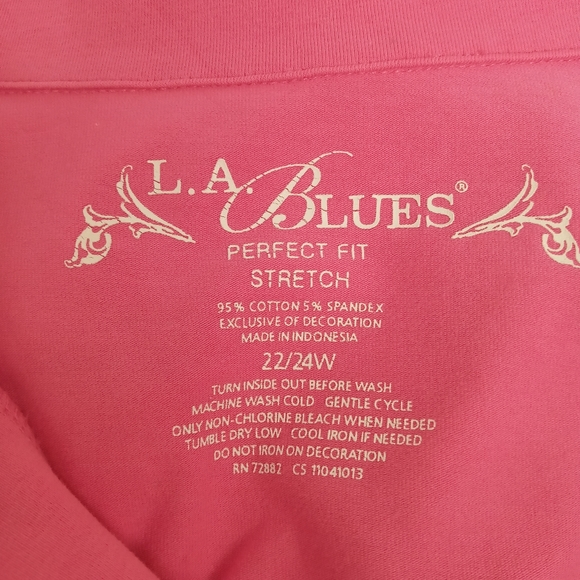 L.A. BLUES®
PERFECT FIT
STRETCH
95% COTTON 5% SPANDEX
EXCLUSIVE OF DECORATION
MADE IN INDONESIA
22/24W
TURN INSIDE OUT BEFORE WASH
MACHINE WASH COLD GENTLE CYCLE
ONLY NON-CHLORINE BLEACH WHEN NEEDED
TUMBLE DRY LOW COOL IRON IF NEEDED
DO NOT IRON ON DECORATION
RN 72882 CS 11041013